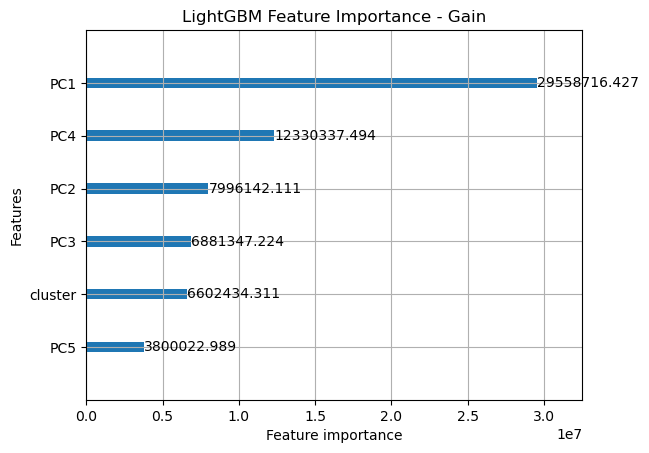 LightGBM Feature Importance - Gain
PC1 29558716.427
PC4 12330337.494
PC2 7996142.111
PC3 6881347.224
cluster 6602434.311
PC5 3800022.989
Features
0.0 0.5 1.0 1.5 2.0 2.5 3.0
1e7
Feature importance